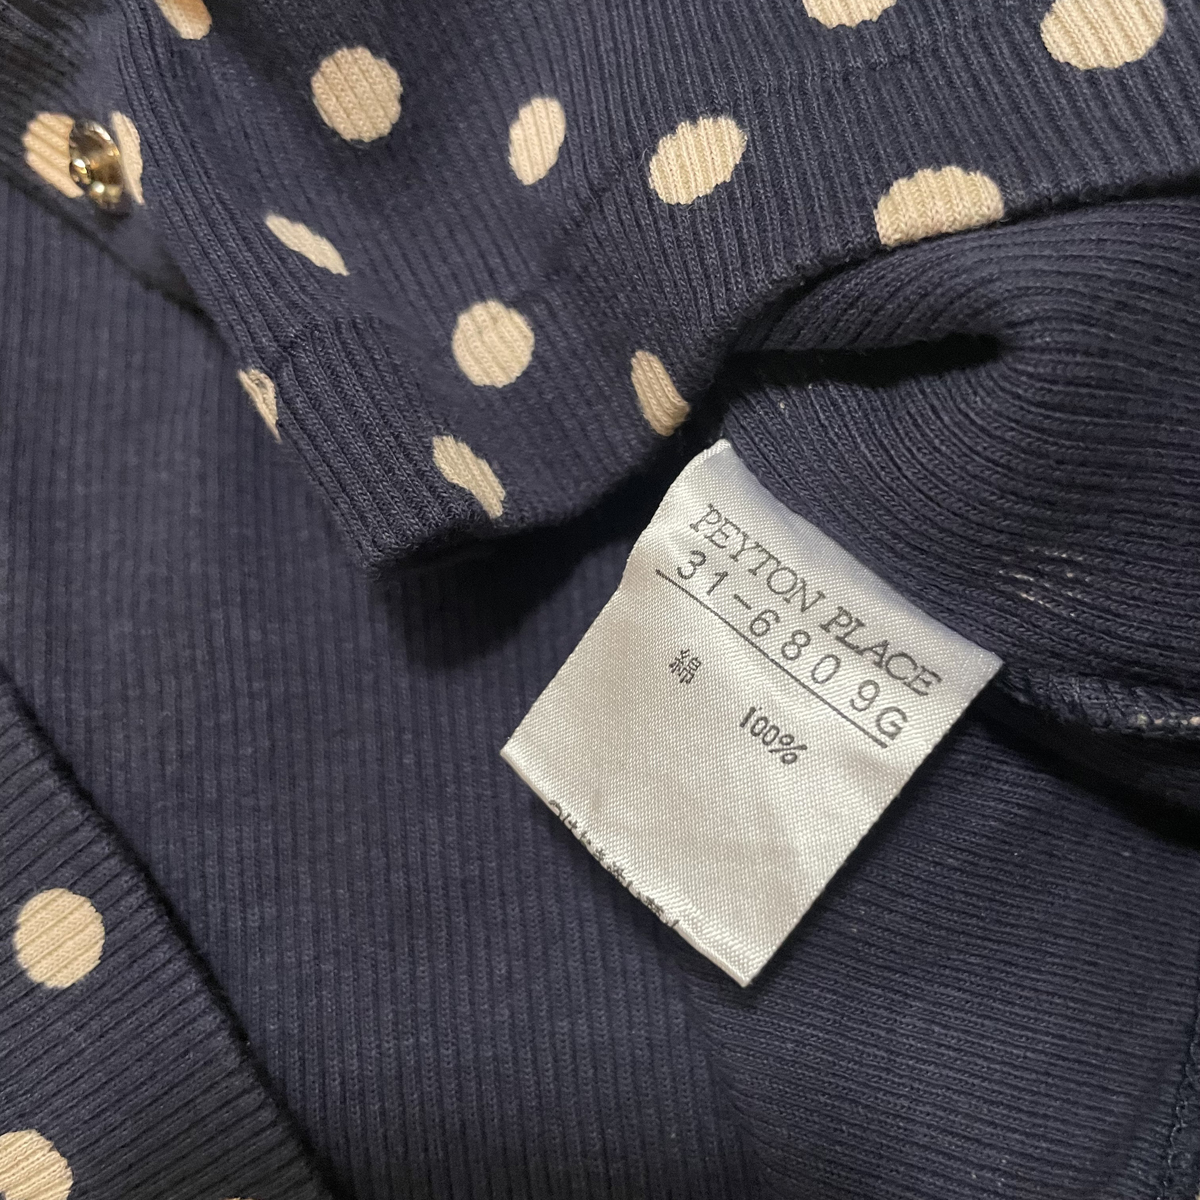 PEYTON PLACE
31-6809G
綿 100%